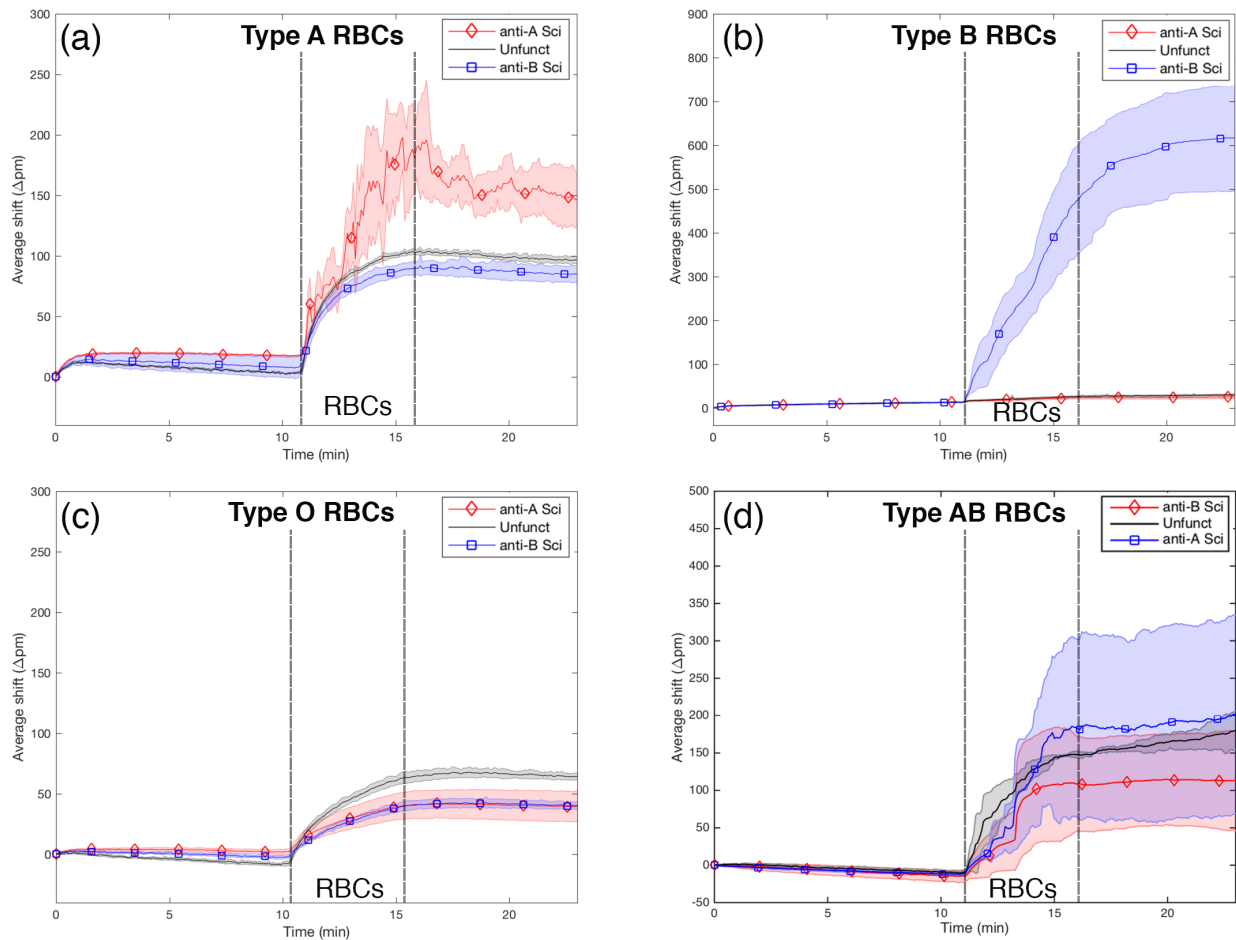 (a)
Type A RBCs
anti-A Sci
Unfunct
anti-B Sci
300
250
200
150
100
50
0
Average shift (Δpm)
RBCs
0 5 10 15 20
Time (min)
(b)
Type B RBCs
anti-A Sci
Unfunct
anti-B Sci
900
800
700
600
500
400
300
200
100
0
Average shift (Δpm)
RBCs
0 5 10 15 20
Time (min)
(c)
Type O RBCs
anti-A Sci
Unfunct
anti-B Sci
300
250
200
150
100
50
0
Average shift (Δpm)
RBCs
0 5 10 15 20
Time (min)
(d)
Type AB RBCs
anti-B Sci
Unfunct
anti-A Sci
500
450
400
350
300
250
200
150
100
50
0
-50
Average shift (Δpm)
RBCs
0 5 10 15 20
Time (min)